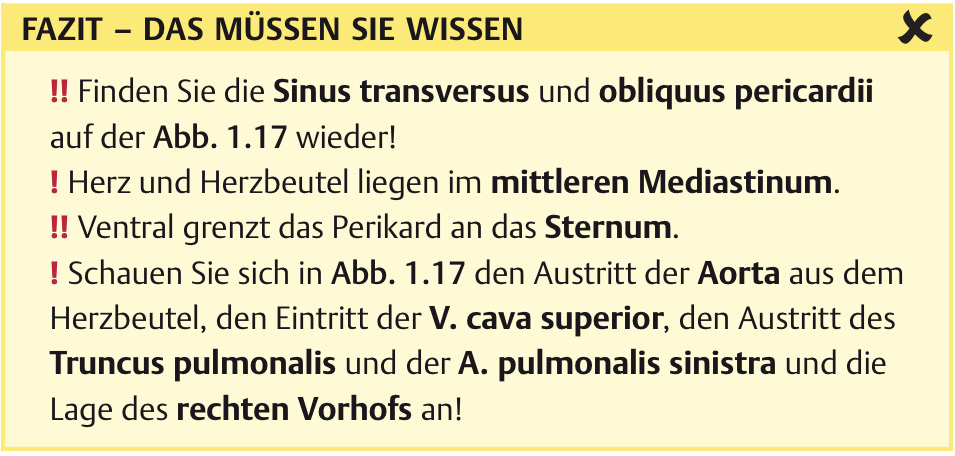 FAZIT – DAS MÜSSEN SIE WISSEN
!! Finden Sie die Sinus transversus und obliquus pericardii
auf der Abb. 1.17 wieder!
! Herz und Herzbeutel liegen im mittleren Mediastinum.
!! Ventral grenzt das Perikard an das Sternum.
! Schauen Sie sich in Abb. 1.17 den Austritt der Aorta aus dem
Herzbeutel, den Eintritt der V. cava superior, den Austritt des
Truncus pulmonalis und der A. pulmonalis sinistra und die
Lage des rechten Vorhofs an!